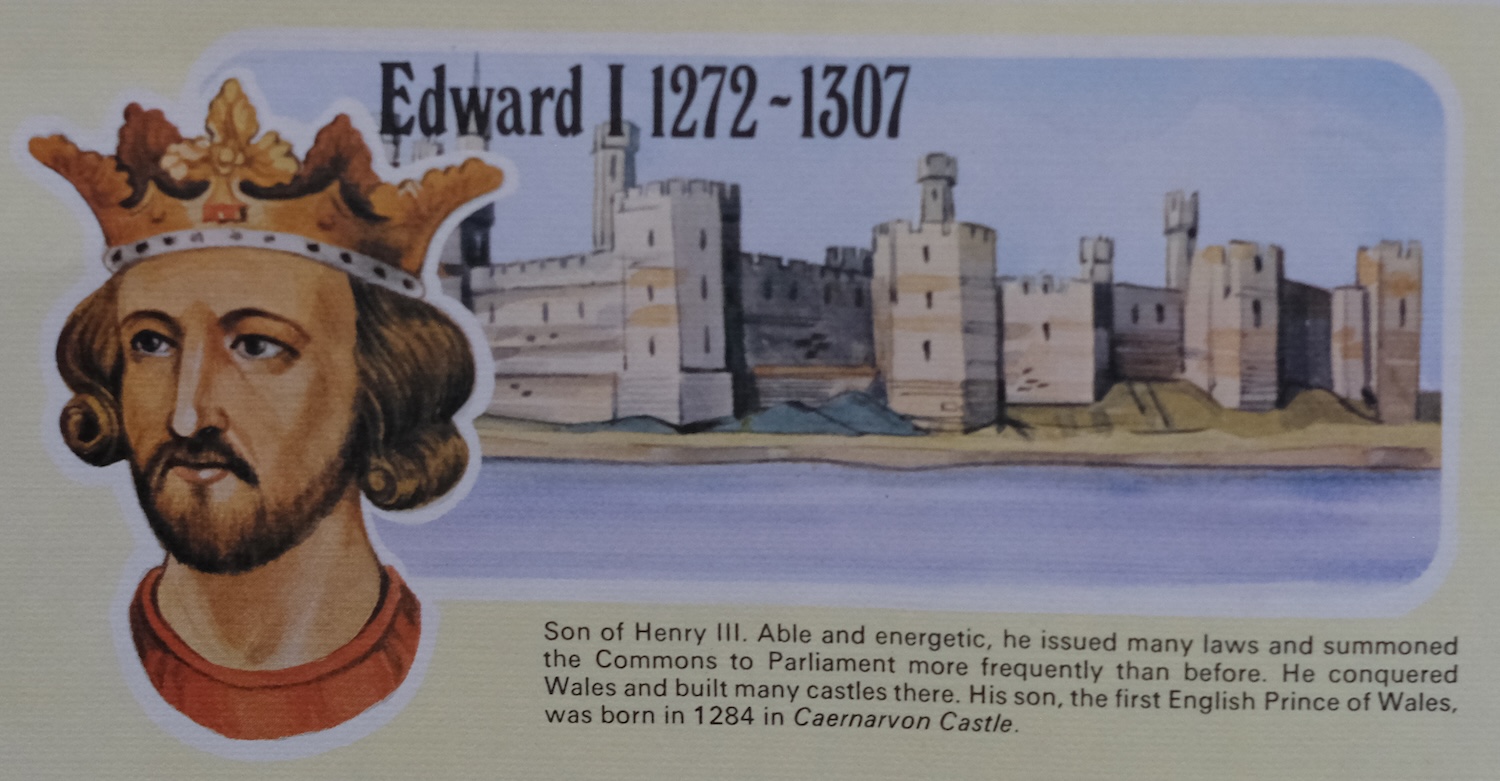 Edward I 1272~1307
Son of Henry III. Able and energetic, he issued many laws and summoned
the Commons to Parliament more frequently than before. He conquered
Wales and built many castles there. His son, the first English Prince of Wales,
was born in 1284 in Caernarvon Castle.